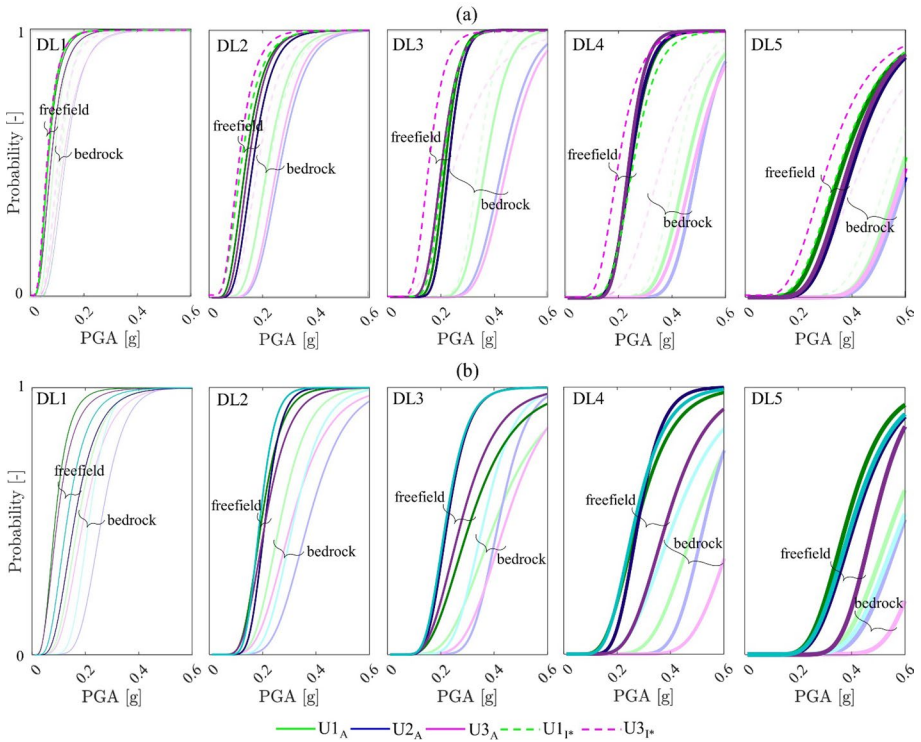 (a)
1
DL1
DL2
DL3
DL4
DL5
Probability [-]
freefield
bedrock
freefield
bedrock
freefield
bedrock
freefield
bedrock
freefield
bedrock
0
0 0.2 0.4 0.6
0 0.2 0.4 0.6
0 0.2 0.4 0.6
0 0.2 0.4 0.6
0 0.2 0.4 0.6
PGA [g] PGA [g] PGA [g] PGA [g] PGA [g]
(b)
1
DL1
DL2
DL3
DL4
DL5
Probability [-]
freefield
bedrock
freefield
bedrock
freefield
bedrock
freefield
bedrock
freefield
bedrock
0
0 0.2 0.4 0.6
0 0.2 0.4 0.6
0 0.2 0.4 0.6
0 0.2 0.4 0.6
0 0.2 0.4 0.6
PGA [g] PGA [g] PGA [g] PGA [g] PGA [g]
U1A U2A U3A U1I* U3I*